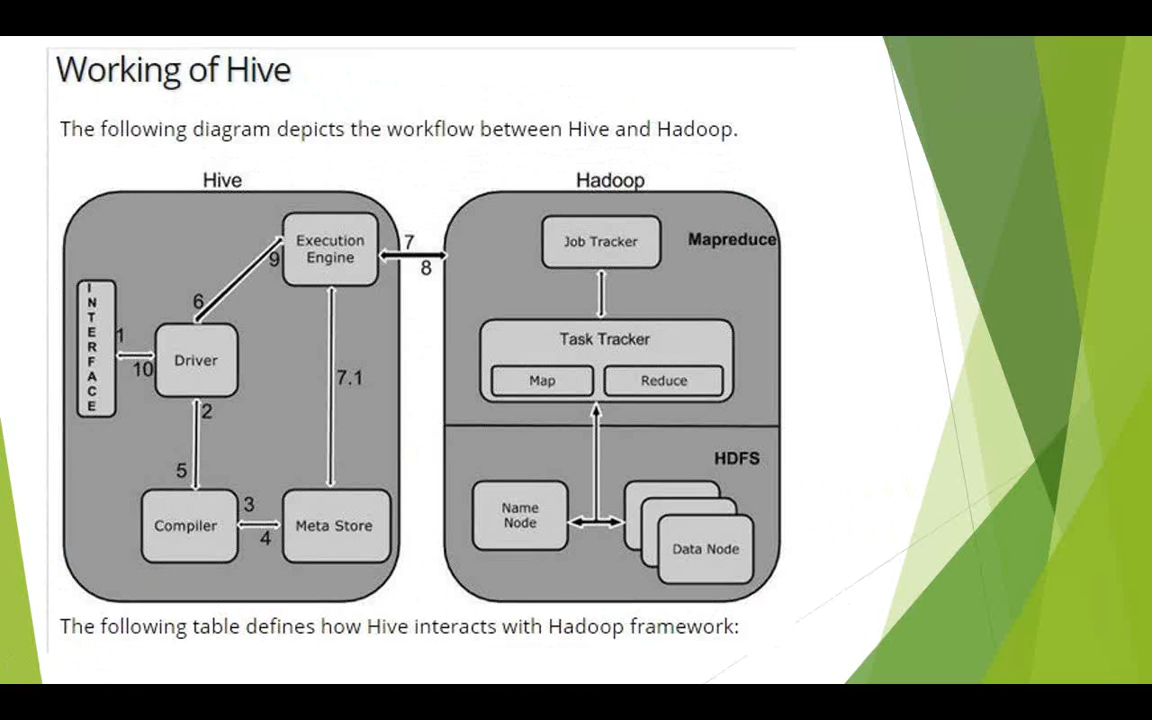 Working of Hive
The following diagram depicts the workflow between Hive and Hadoop.
Hive
Hadoop
Execution
Engine
7
8
Job Tracker
Mapreduce
9
6
INTERFACE
1
10
Driver
Task Tracker
Map
Reduce
7.1
2
5
HDFS
Compiler
3
4
Meta Store
Name
Node
Data Node
The following table defines how Hive interacts with Hadoop framework: